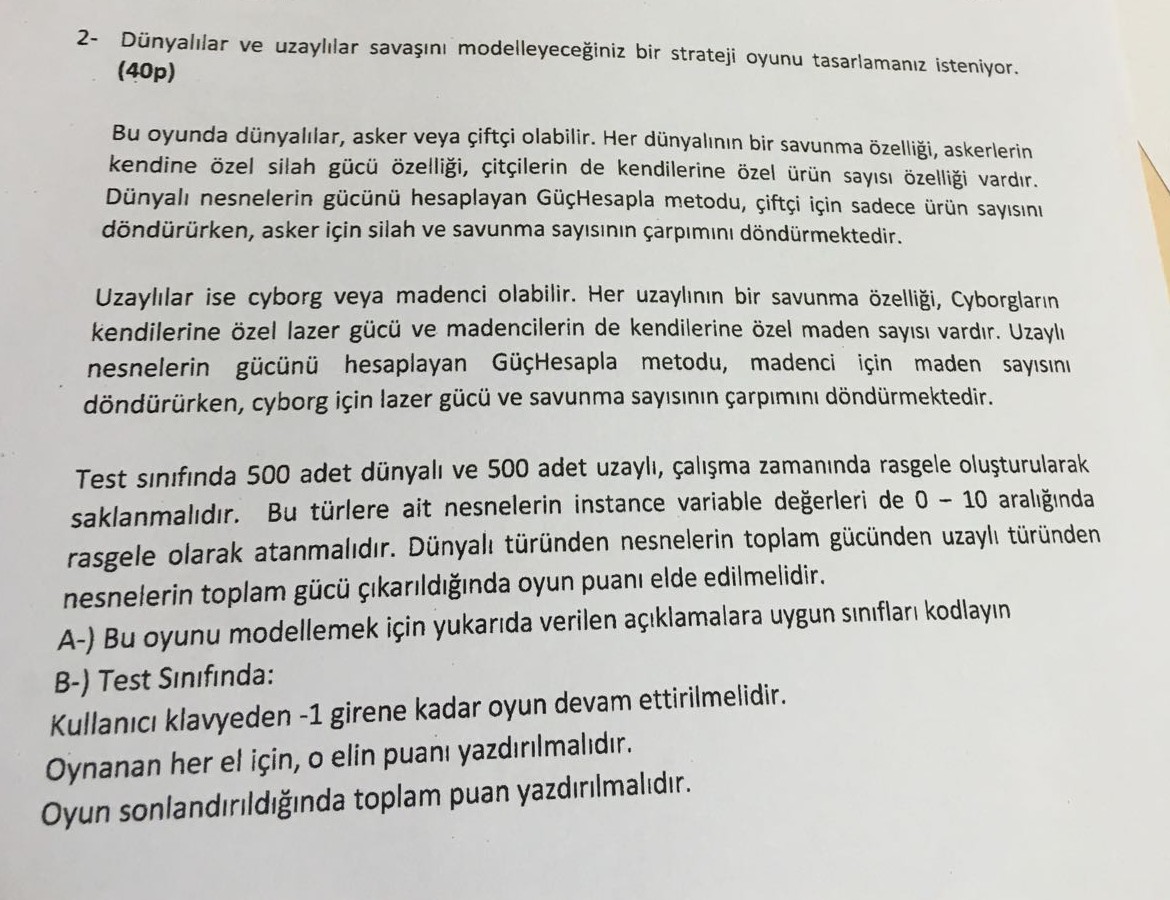 2- Dünyalılar ve uzaylılar savaşını modelleyeceğiniz bir strateji oyunu tasarlamanız isteniyor.
(40p)
Bu oyunda dünyalılar, asker veya çiftçi olabilir. Her dünyalının bir savunma özelliği, askerlerin
kendine özel silah gücü özelliği, çitçilerin de kendilerine özel ürün sayısı özelliği vardır.
Dünyalı nesnelerin gücünü hesaplayan GüçHesapla metodu, çiftçi için sadece ürün sayısını
döndürürken, asker için silah ve savunma sayısının çarpımını döndürmektedir.
Uzaylılar ise cyborg veya madenci olabilir. Her uzaylının bir savunma özelliği, Cyborgların
kendilerine özel lazer gücü ve madencilerin de kendilerine özel maden sayısı vardır. Uzaylı
nesnelerin gücünü hesaplayan GüçHesapla metodu, madenci için maden sayısını
döndürürken, cyborg için lazer gücü ve savunma sayısının çarpımını döndürmektedir.
Test sınıfında 500 adet dünyalı ve 500 adet uzaylı, çalışma zamanında rasgele oluşturularak
saklanmalıdır. Bu türlere ait nesnelerin instance variable değerleri de 0 – 10 aralığında
rasgele olarak atanmalıdır. Dünyalı türünden nesnelerin toplam gücünden uzaylı türünden
nesnelerin toplam gücü çıkarıldığında oyun puanı elde edilmelidir.
A-) Bu oyunu modellemek için yukarıda verilen açıklamalara uygun sınıfları kodlayın
B-) Test Sınıfında:
Kullanıcı klavyeden -1 girene kadar oyun devam ettirilmelidir.
Oynanan her el için, o elin puanı yazdırılmalıdır.
Oyun sonlandırıldığında toplam puan yazdırılmalıdır.